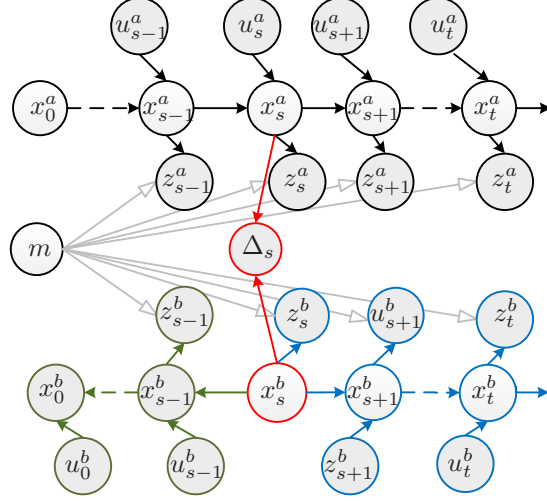 u^a_{s-1} u^a_s u^a_{s+1} u^a_t
x^a_0 x^a_{s-1} x^a_s x^a_{s+1} x^a_t
z^a_{s-1} z^a_s z^a_{s+1} z^a_t
m Δ_s
z^b_{s-1} z^b_s u^b_{s+1} z^b_t
x^b_0 x^b_{s-1} x^b_s x^b_{s+1} x^b_t
u^b_0 u^b_{s-1} z^b_{s+1} u^b_t